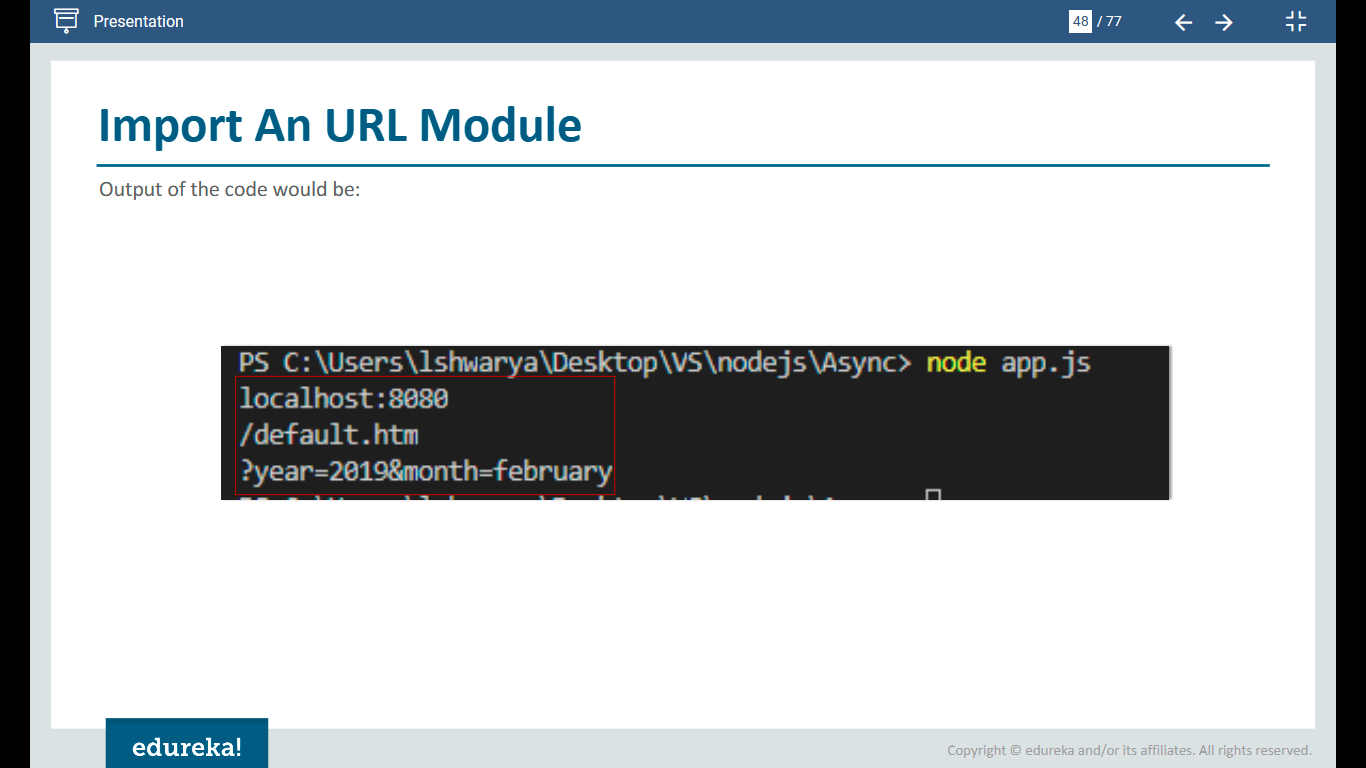 Presentation
48 / 77
Import An URL Module
Output of the code would be:
PS C:\Users\lshwarya\Desktop\VS\nodejs\Async> node app.js
localhost:8080
/default.htm
?year=2019&month=february
edureka!
Copyright © edureka and/or its affiliates. All rights reserved.